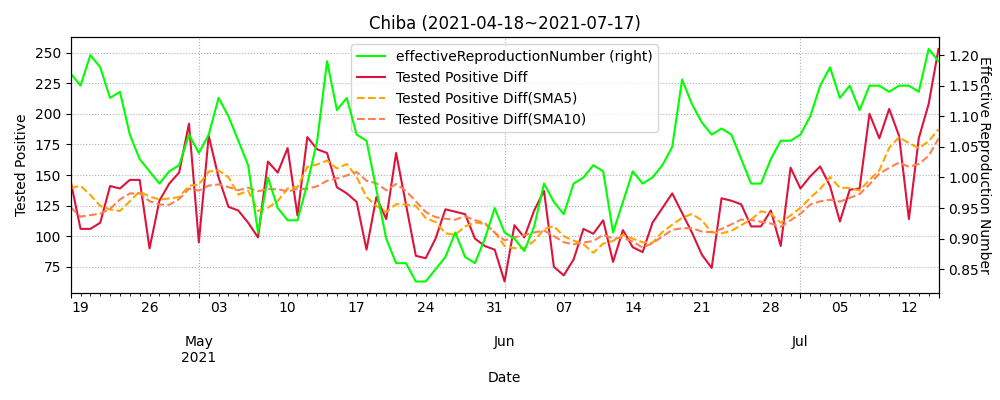 Chiba (2021-04-18~2021-07-17)
effectiveReproductionNumber (right)
Tested Positive Diff
Tested Positive Diff(SMA5)
Tested Positive Diff(SMA10)
Tested Positive
250
225
200
175
150
125
100
75
1.20
1.15
1.10
1.05
1.00
0.95
0.90
0.85
Effective Reproduction Number
19 26 03 10 17 24 31 07 14 21 28 05 12
May Jun Jul
2021
Date